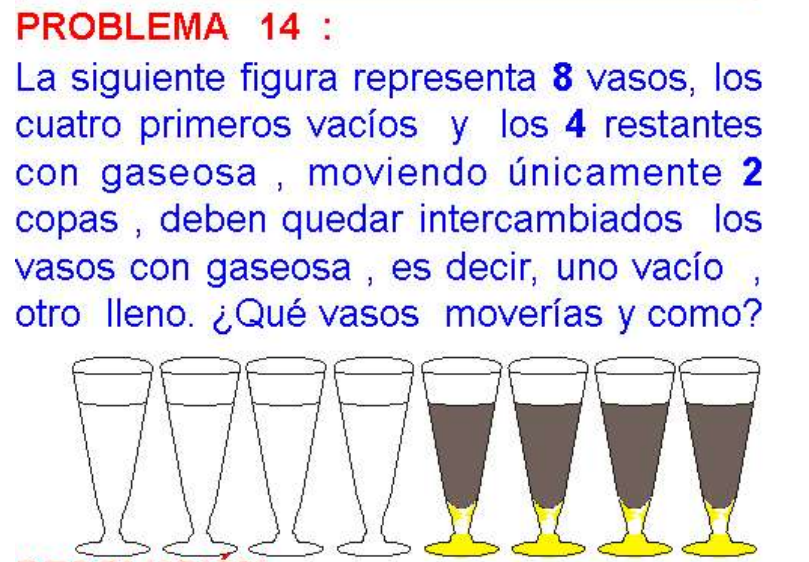 PROBLEMA 14 :
La siguiente figura representa 8 vasos, los
cuatro primeros vacíos y los 4 restantes
con gaseosa , moviendo únicamente 2
copas , deben quedar intercambiados los
vasos con gaseosa , es decir, uno vacío ,
otro lleno. ¿Qué vasos moverías y como?